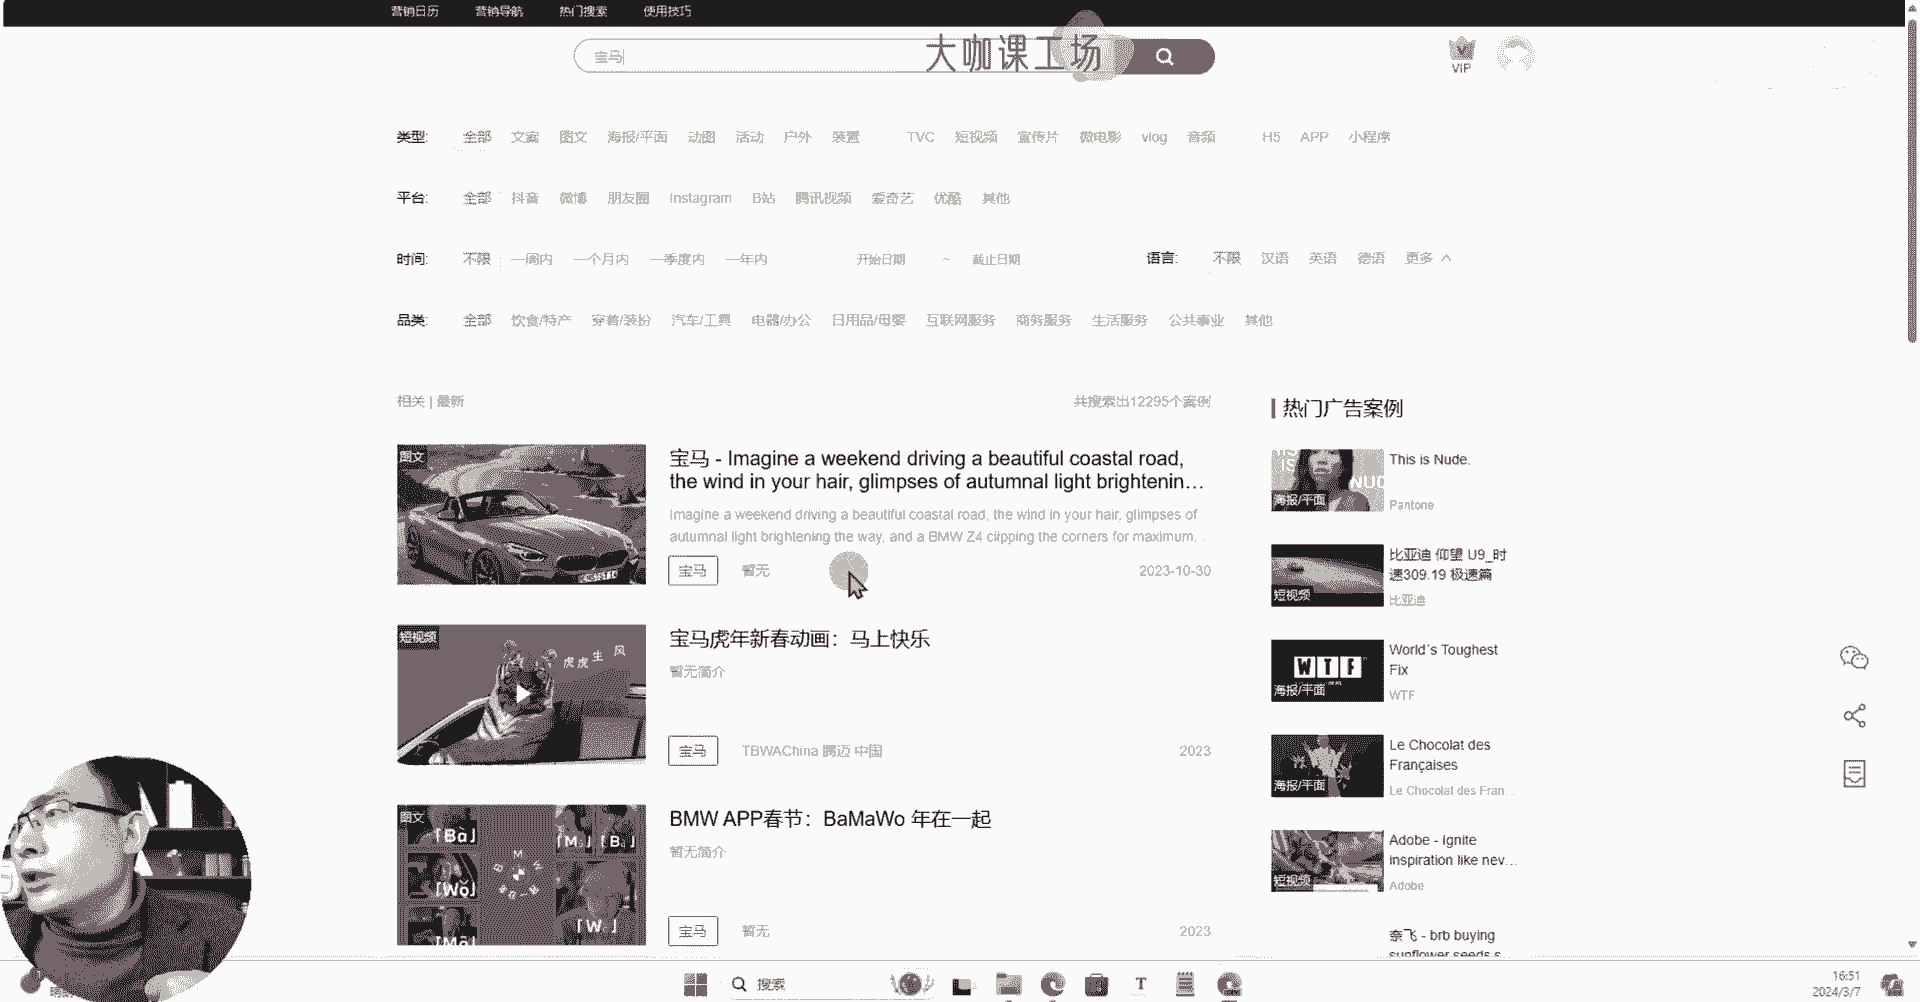 营销日历 营销导航 热门搜索 使用技巧
宝马
大咖课工场
VIP
类型: 全部 文案 图文 海报/平面 动图 活动 户外 装置 TVC 短视频 宣传片 微电影 vlog 音频 H5 APP 小程序
平台: 全部 抖音 微博 朋友圈 Instagram B站 腾讯视频 爱奇艺 优酷 其他
时间: 不限 一周内 一个月内 一季度内 一年内 开始日期 ~ 截止日期 语言: 不限 汉语 英语 德语 更多
品类: 全部 饮食/特产 穿着/装扮 汽车/工具 电器/办公 日用品/母婴 互联网服务 商务服务 生活服务 公共事业 其他
相关 | 最新 共搜索出12295个案例
图文
宝马 - Imagine a weekend driving a beautiful coastal road,
the wind in your hair, glimpses of autumnal light brightenin…
Imagine a weekend driving a beautiful coastal road, the wind in your hair, glimpses of
autumnal light brightening the way, and a BMW Z4 clipping the corners for maximum...
宝马 暂无 2023-10-30
短视频
虎虎生风
宝马虎年新春动画：马上快乐
暂无简介
宝马 TBWAChina 腾迈 中国 2023
图文
「Bà」
「Wǒ」
BMW APP春节：BaMaWo 年在一起
暂无简介
宝马 暂无 2023
热门广告案例
海报/平面
This is Nude.
Pantone
短视频
比亚迪 仰望 U9_时
速309.19 极速篇
比亚迪
WTF
海报/平面
World´s Toughest
Fix
WTF
海报/平面
Le Chocolat des
Françaises
Le Chocolat des Fran...
短视频
Adobe - Ignite
inspiration like nev...
Adobe
奈飞 - brb buying
sunflower seeds s
搜索
16:51
2024/3/7